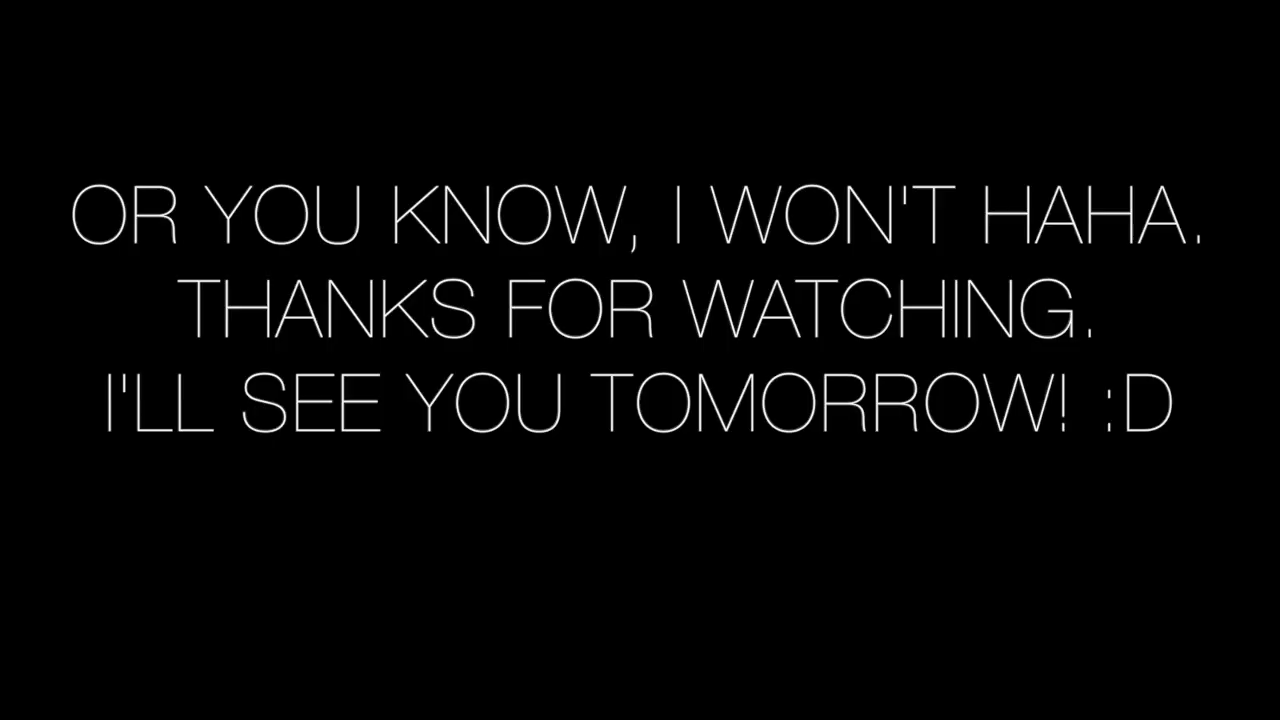 OR YOU KNOW, I WON'T HAHA.
THANKS FOR WATCHING.
I'LL SEE YOU TOMORROW! :D